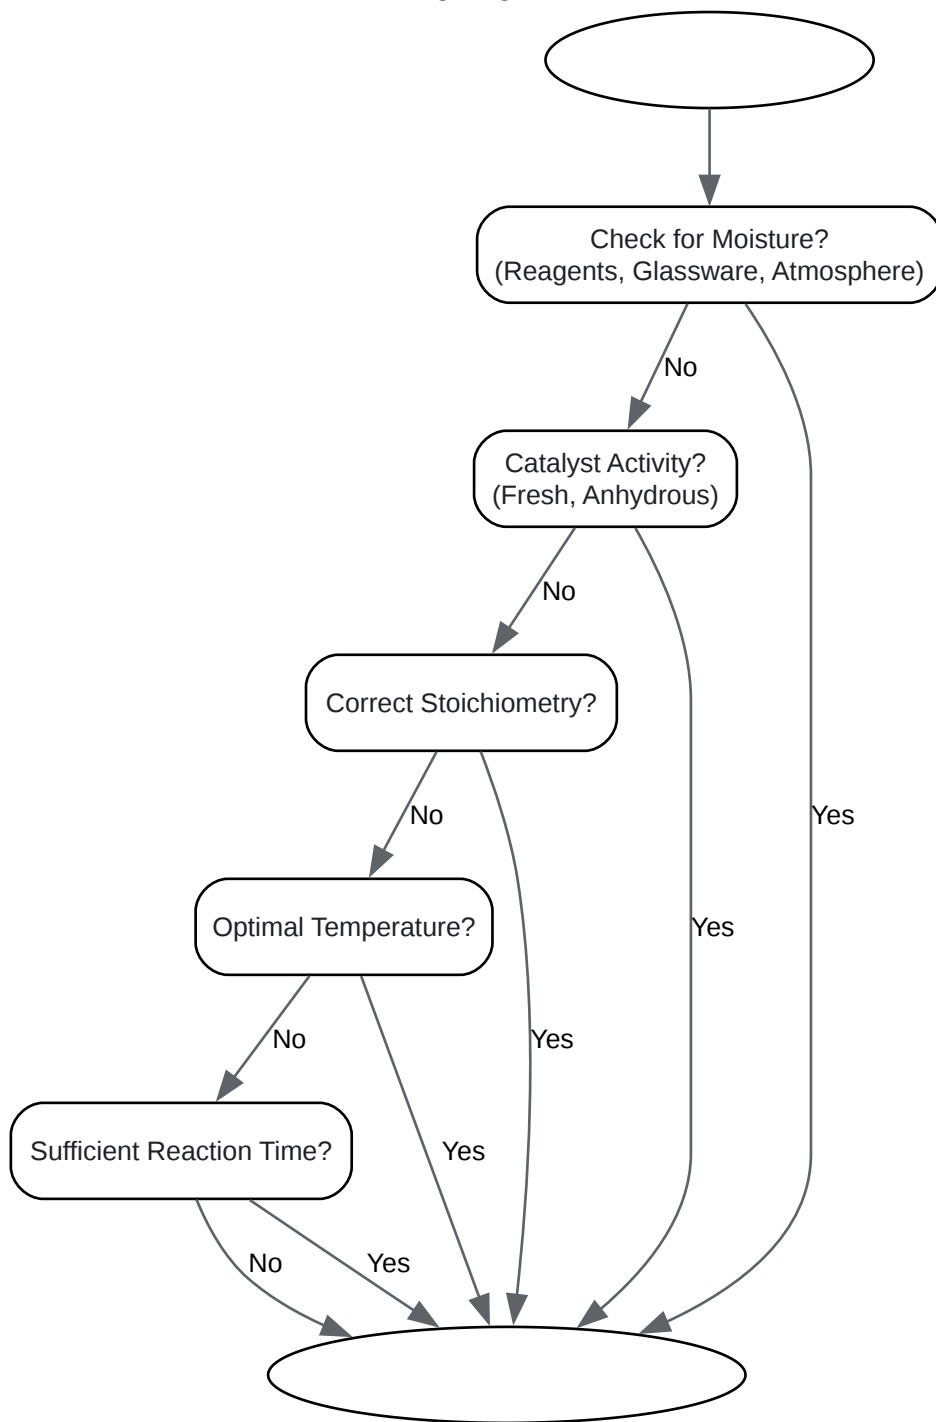 Check for Moisture?
(Reagents, Glassware, Atmosphere)
No
Catalyst Activity?
(Fresh, Anhydrous)
No
Correct Stoichiometry?
No
Yes
Optimal Temperature?
Yes
No
Yes
Sufficient Reaction Time?
Yes
No
Yes